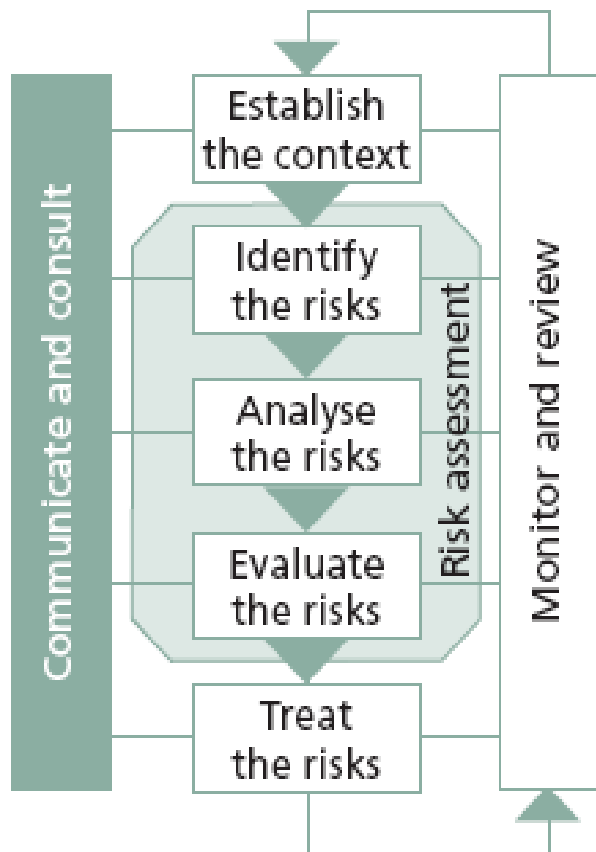 Communicate and consult
Establish
the context
Identify
the risks
Analyse
the risks
Evaluate
the risks
Treat
the risks
Risk assessment
Monitor and review